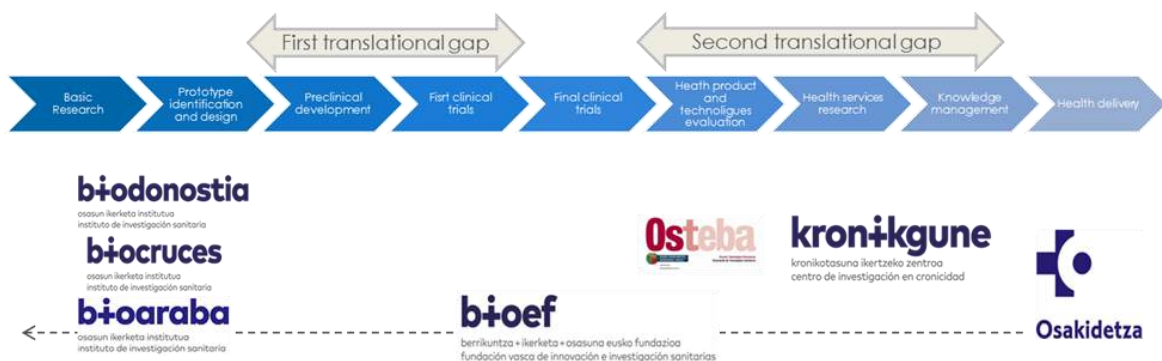 First translational gap
Second translational gap
Basic
Research
Prototype
identification
and design
Preclinical
development
Fisrt clinical
trials
Final clinical
trials
Heath product
and
technoligues
evaluation
Health services
research
Knowledge
management
Health delivery
biodonostia
osasun ikerketa institutua
instituto de investigación sanitaria
biocruces
osasun ikerketa institutua
instituto de investigación sanitaria
bioaraba
osasun ikerketa institutua
instituto de investigación sanitaria
bioef
berrikuntza + ikerketa + osasuna eusko fundazioa
fundación vasca de innovación e investigación sanitarias
Osteba
kronikgune
kronikotasuna ikertzeko zentroa
centro de investigación en cronicidad
Osakidetza